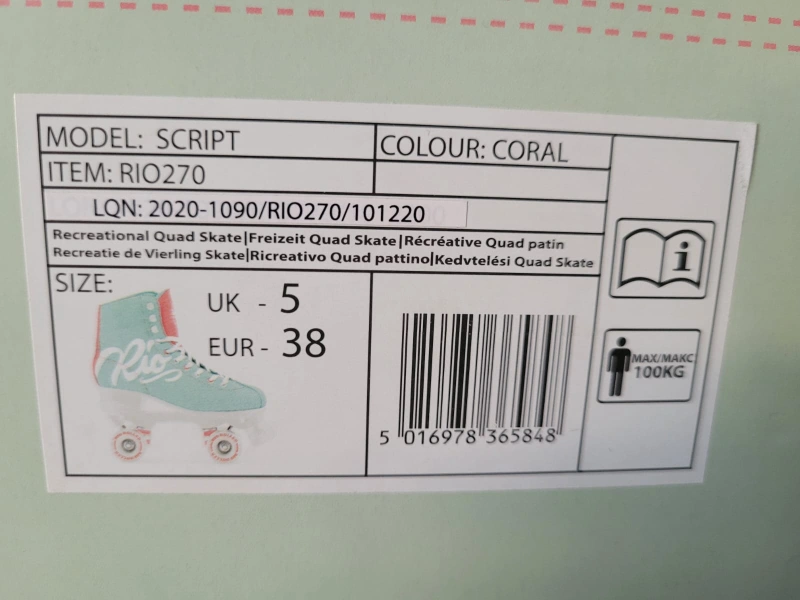 MODEL: SCRIPT
COLOUR: CORAL
ITEM: RIO270
LQN: 2020-1090/RIO270/101220
Recreational Quad Skate|Freizeit Quad Skate|Récréative Quad patin
Recreatie de Vierling Skate|Ricreativo Quad pattino|Kedvtelési Quad Skate
SIZE:
UK - 5
EUR - 38
Rio
5 016978 365848
i
MAX/МАКС
100KG